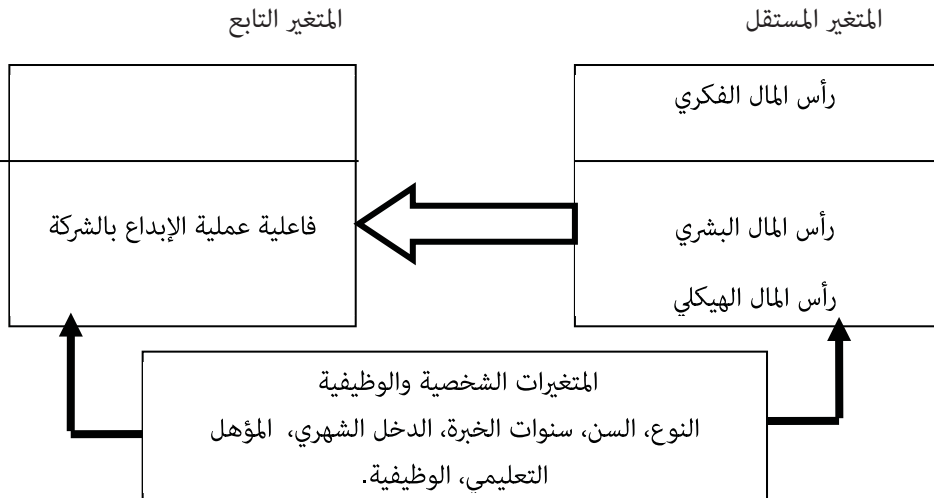 المتغير المستقل
المتغير التابع
رأس المال الفكري
رأس المال البشري
رأس المال الهيكلي
فاعلية عملية الإبداع بالشركة
المتغيرات الشخصية والوظيفية
النوع، السن، سنوات الخبرة، الدخل الشهري، المؤهل
التعليمي، الوظيفية.